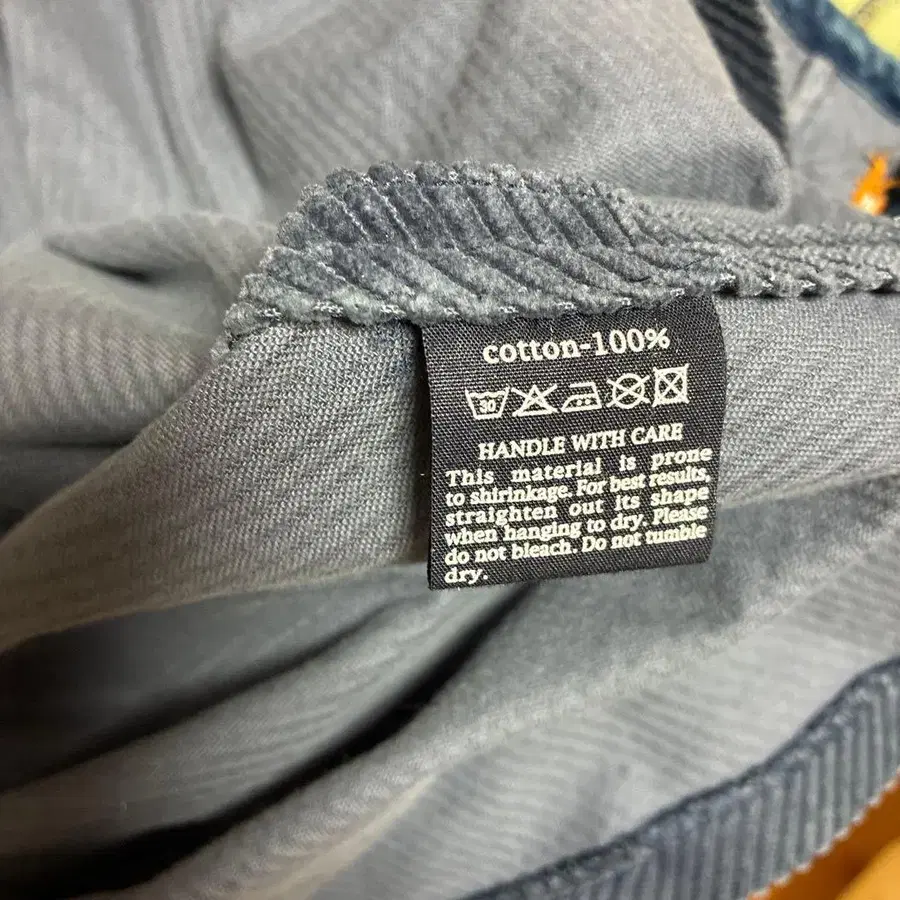 cotton-100%
30
HANDLE WITH CARE
This material is prone
to shirinkage. For best results,
straighten out its shape
when hanging to dry. Please
do not bleach. Do not tumble
dry.